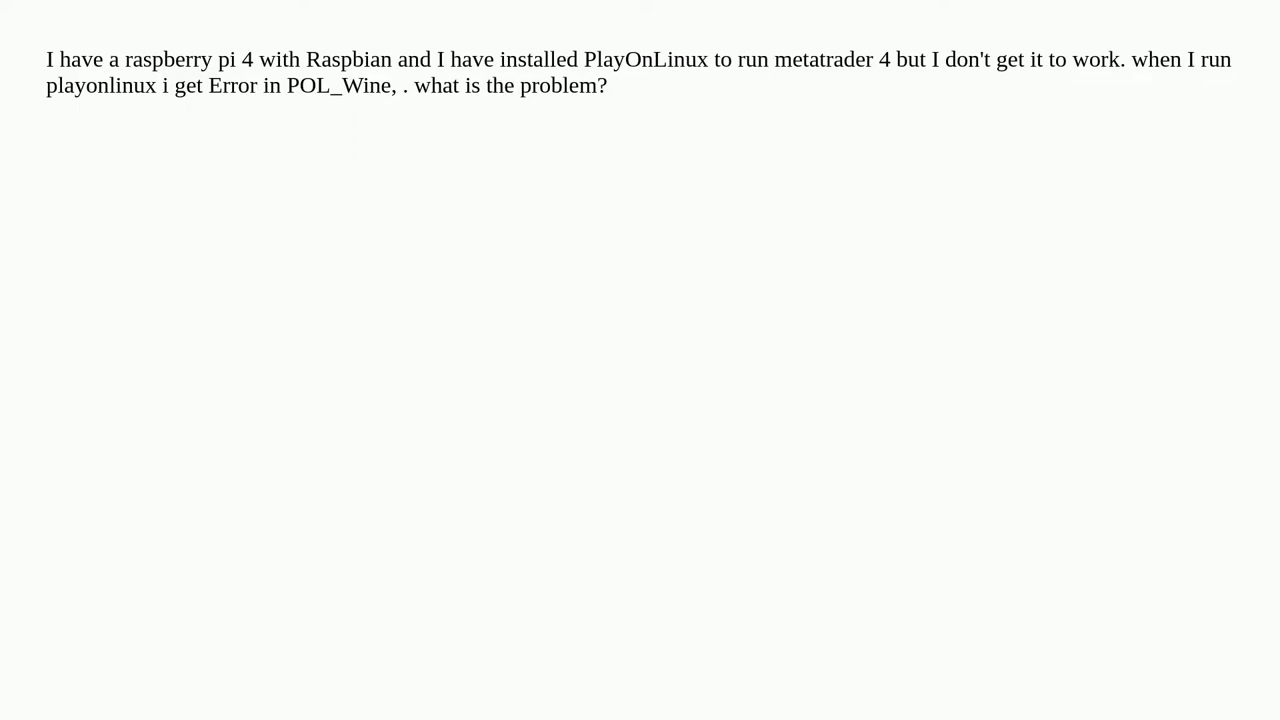 I have a raspberry pi 4 with Raspbian and I have installed PlayOnLinux to run metatrader 4 but I don't get it to work. when I run
playonlinux i get Error in POL_Wine, . what is the problem?